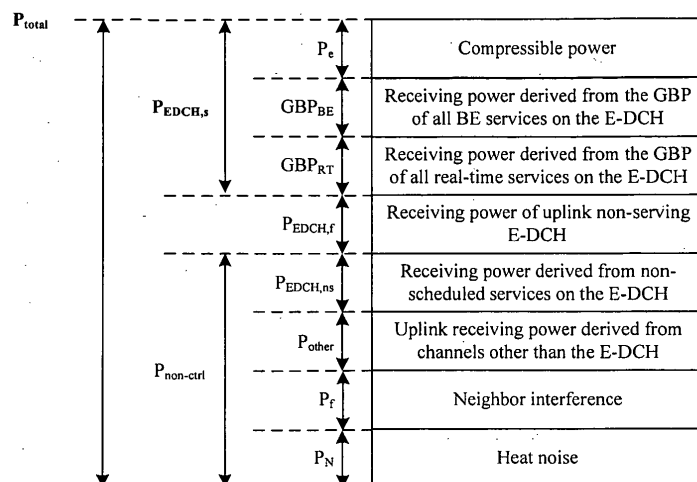 P_total
P_e
Compressible power
GBP_BE
Receiving power derived from the GBP
of all BE services on the E-DCH
P_EDCH,s
GBP_RT
Receiving power derived from the GBP
of all real-time services on the E-DCH
P_EDCH,f
Receiving power of uplink non-serving
E-DCH
P_EDCH,ns
Receiving power derived from non-
scheduled services on the E-DCH
P_other
Uplink receiving power derived from
channels other than the E-DCH
P_non-ctrl
P_f
Neighbor interference
P_N
Heat noise